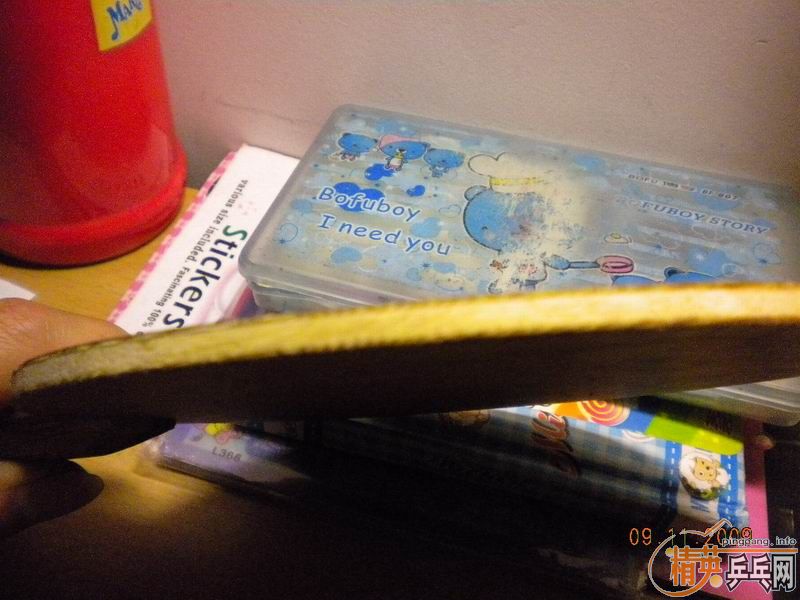 Bofuboy
I need you
FUBOY STORY
Stickers
various size included. Fascinating 100%
L366
09.11.2009
pingpang.info
精英乒乓网